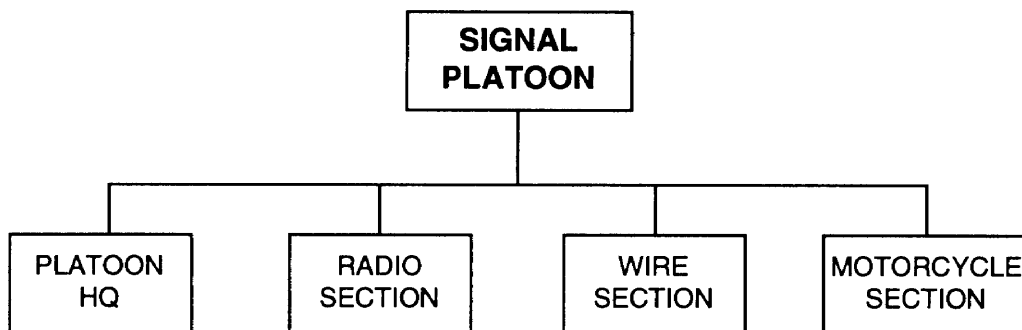 SIGNAL
PLATOON
PLATOON
HQ
RADIO
SECTION
WIRE
SECTION
MOTORCYCLE
SECTION